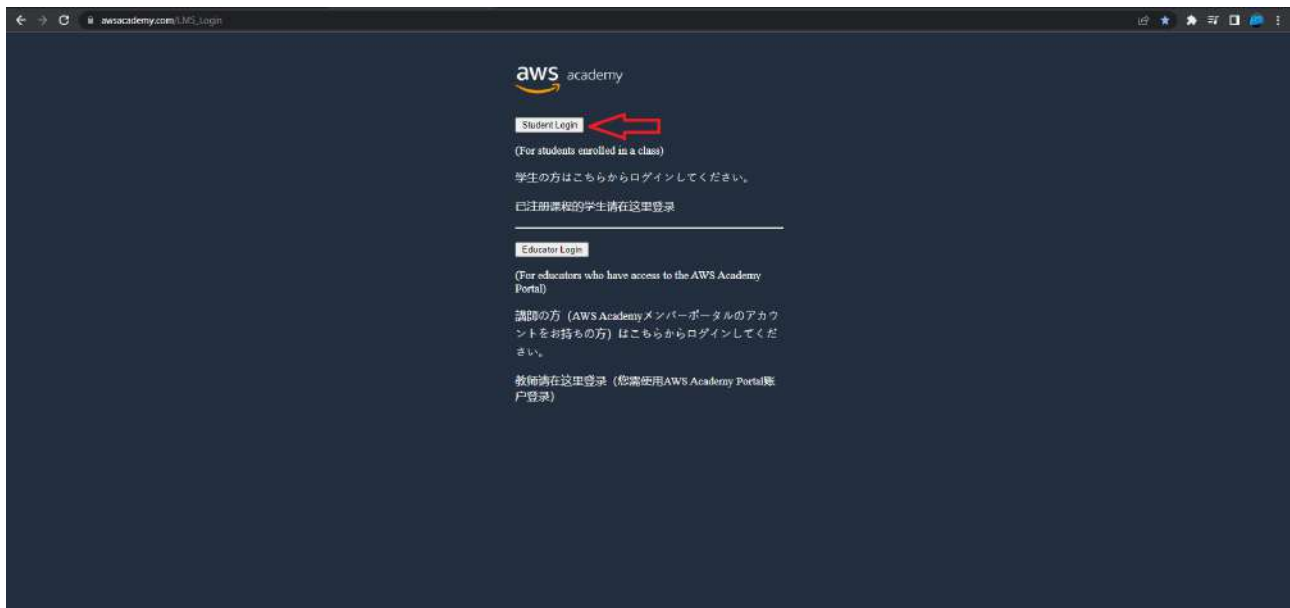 awsacademy.com/LMS_Login
aws academy
Student Login
(For students enrolled in a class)
学生の方はこちらからログインしてください。
已注册课程的学生请在这里登录
Educator Login
(For educators who have access to the AWS Academy
Portal)
講師の方（AWS Academyメンバーポータルのアカウ
ントをお持ちの方）はこちらからログインしてくだ
さい。
教师请在这里登录（您需使用AWS Academy Portal账
户登录）